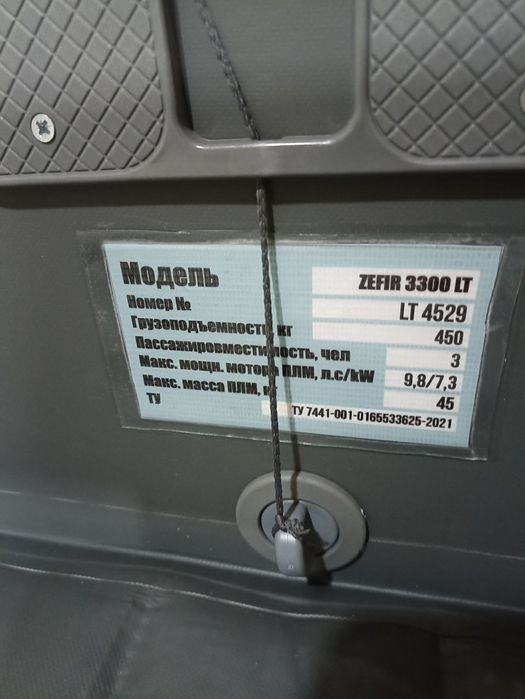 Модель ZEFIR 3300 LT
Номер № LT 4529
Грузоподъемность, кг 450
Пассажировместимость, чел 3
Макс. мощн. мотора ПЛМ, л.с/kW 9,8/7,3
Макс. масса ПЛМ, 45
ТУ ТУ 7441-001-0165533625-2021